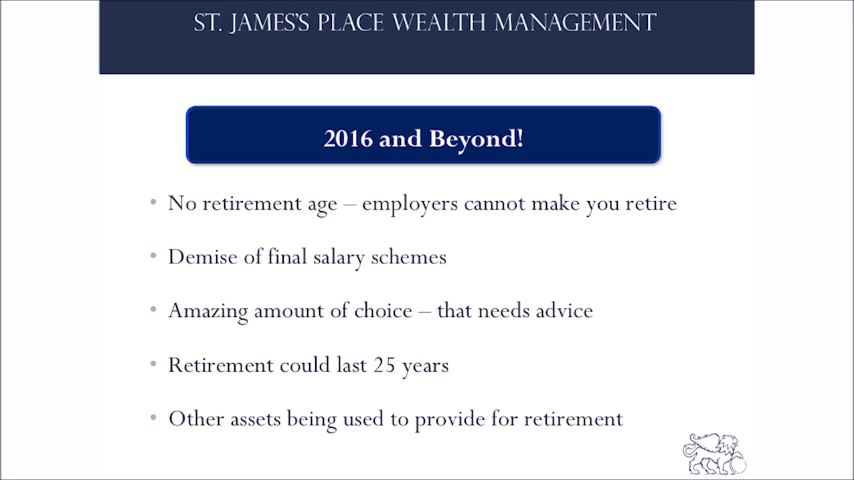 ST. JAMES'S PLACE WEALTH MANAGEMENT
2016 and Beyond!
• No retirement age – employers cannot make you retire
• Demise of final salary schemes
• Amazing amount of choice – that needs advice
• Retirement could last 25 years
• Other assets being used to provide for retirement